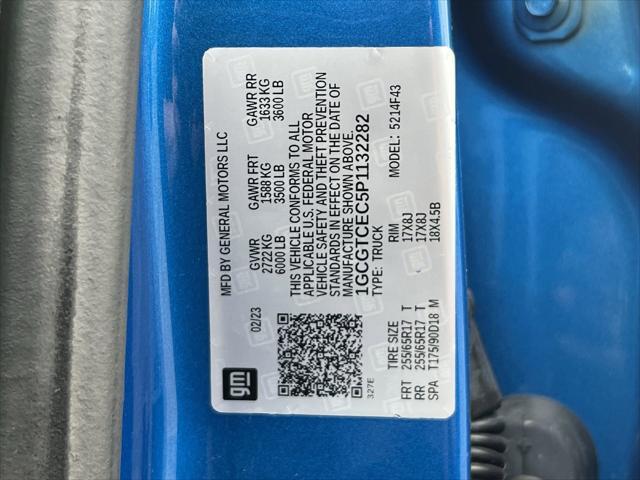 gm
MFD BY GENERAL MOTORS LLC
02/23
GVWR GAWR FRT GAWR RR
2722 KG 1588 KG 1633 KG
6000 LB 3500 LB 3600 LB
THIS VEHICLE CONFORMS TO ALL
APPLICABLE U.S. FEDERAL MOTOR
VEHICLE SAFETY AND THEFT PREVENTION
STANDARDS IN EFFECT ON THE DATE OF
MANUFACTURE SHOWN ABOVE.
1GCGTCEC5P1132282
TYPE: TRUCK MODEL: 5214F43
327E
TIRE SIZE RIM
FRT 255/65R17 T 17X8J
RR 255/65R17 T 17X8J
SPA T175/90D18 M 18X4.5B